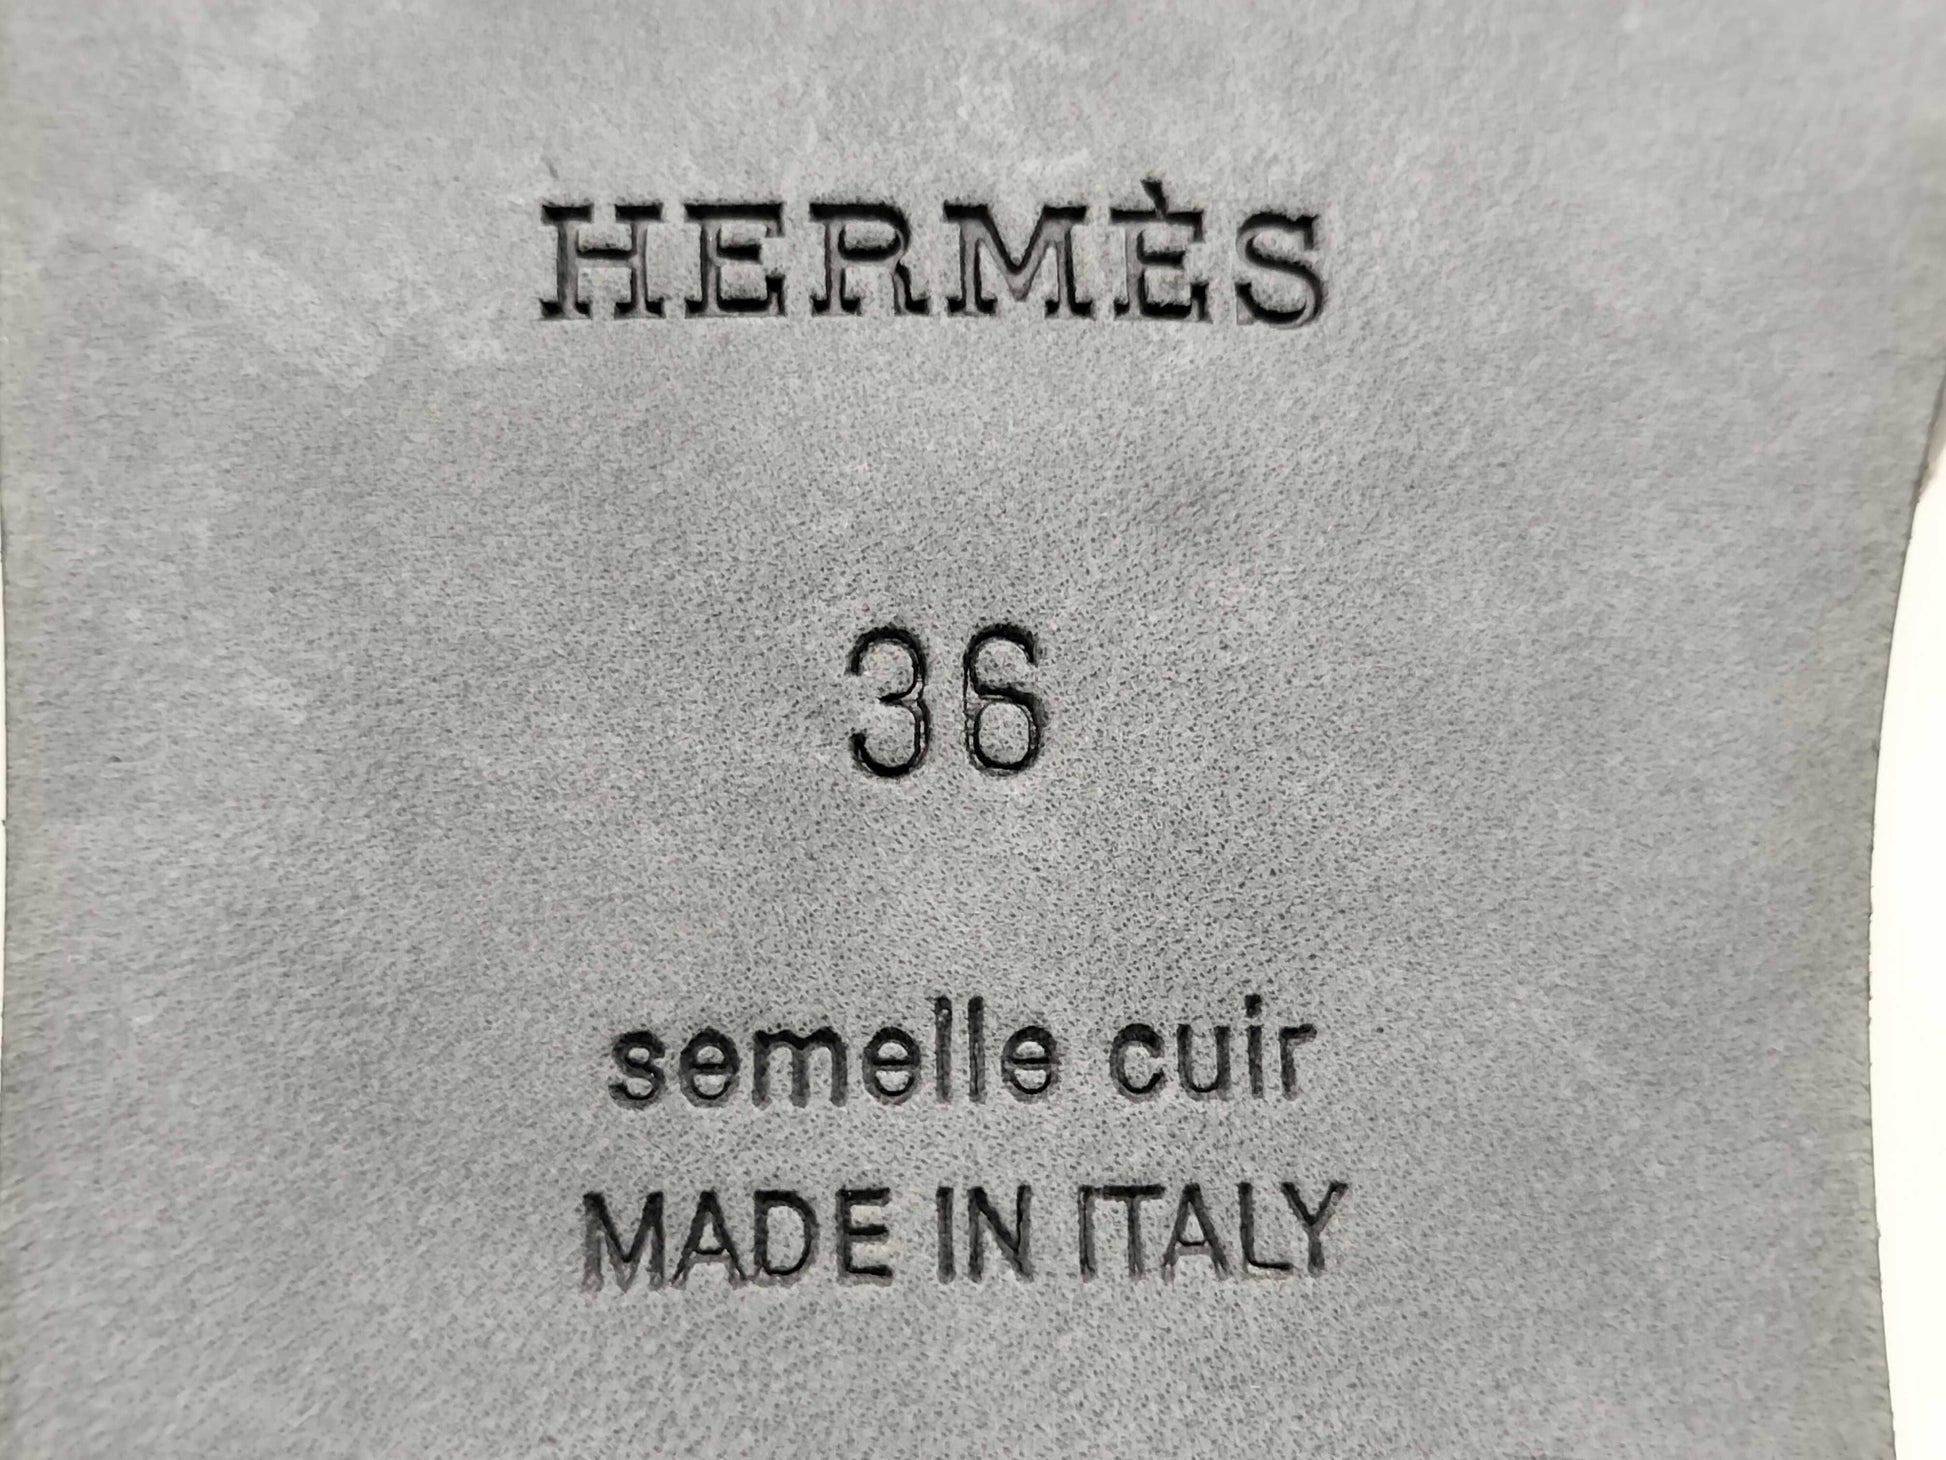 HERMÈS
36
semelle cuir
MADE IN ITALY